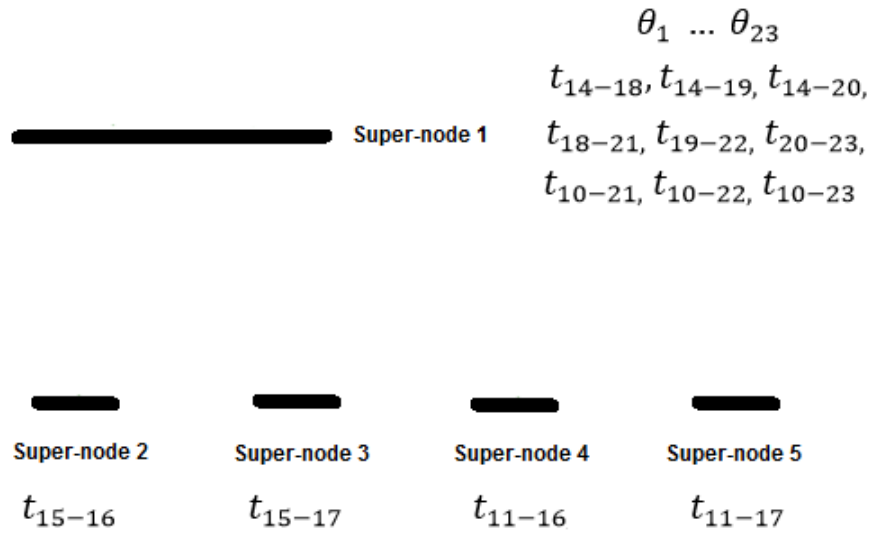 θ₁ … θ₂₃
t₁₄₋₁₈, t₁₄₋₁₉, t₁₄₋₂₀,
Super-node 1
t₁₈₋₂₁, t₁₉₋₂₂, t₂₀₋₂₃,
t₁₀₋₂₁, t₁₀₋₂₂, t₁₀₋₂₃
Super-node 2 Super-node 3 Super-node 4 Super-node 5
t₁₅₋₁₆ t₁₅₋₁₇ t₁₁₋₁₆ t₁₁₋₁₇